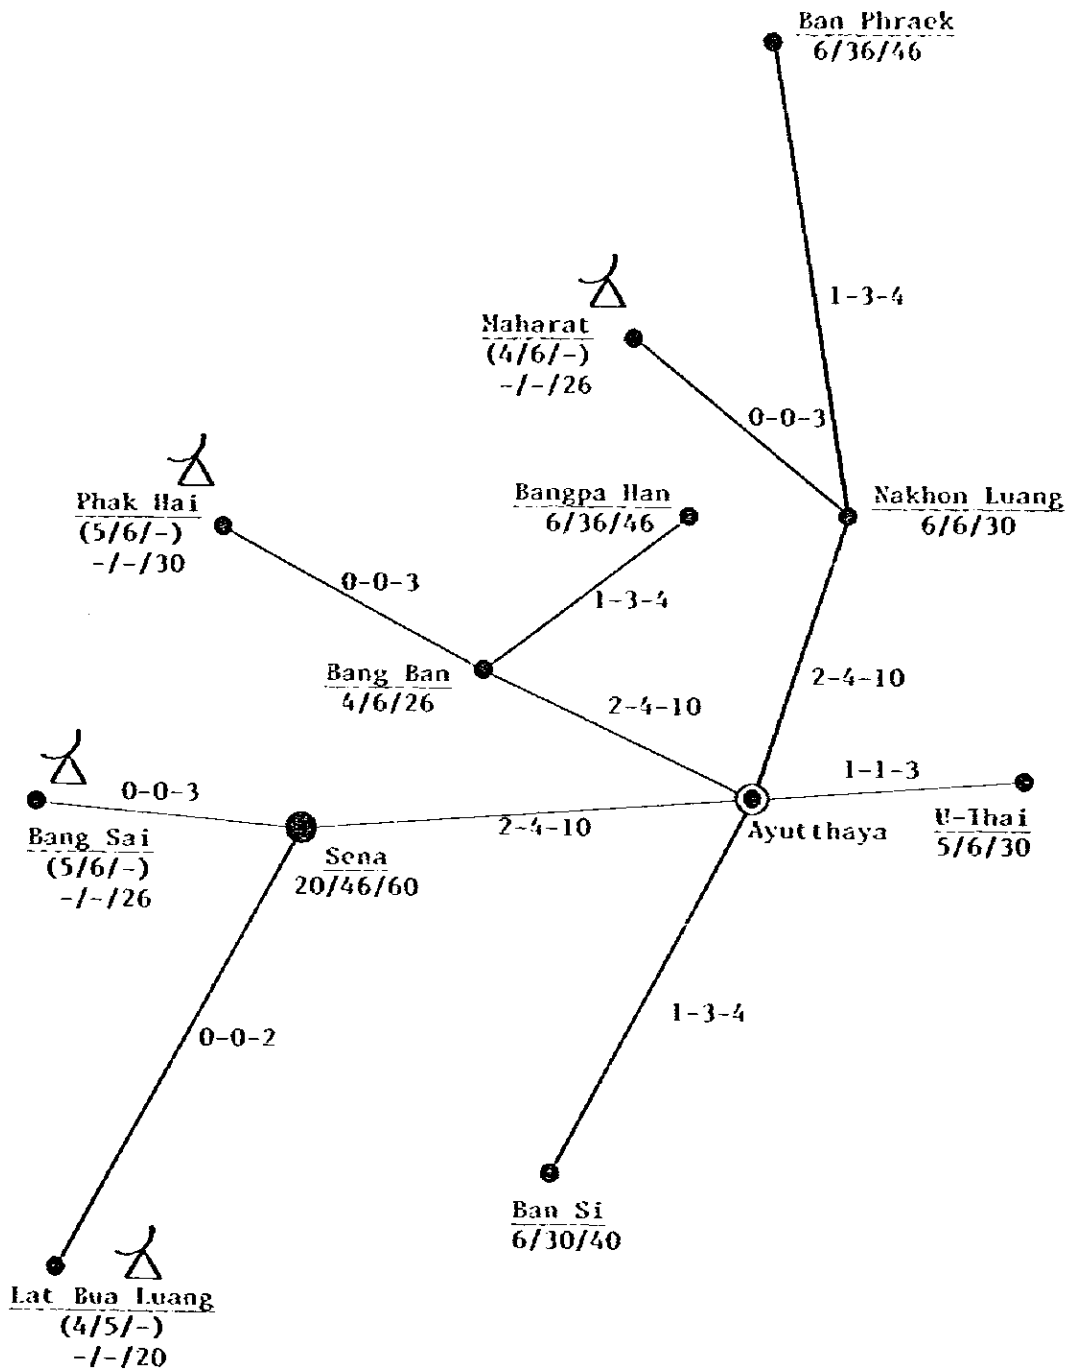 Ban Phraek
6/36/46
1-3-4
Maharat
(4/6/-)
-/-/26
0-0-3
Phak Hai
(5/6/-)
-/-/30
Bangpa Han
6/36/46
Nakhon Luang
6/6/30
0-0-3
1-3-4
Bang Ban
4/6/26
2-4-10
2-4-10
0-0-3
1-1-3
Bang Sai
(5/6/-)
-/-/26
Sena
20/46/60
2-4-10
Ayutthaya
U-Thai
5/6/30
0-0-2
1-3-4
Ban Si
6/30/40
Lat Bua Luang
(4/5/-)
-/-/20